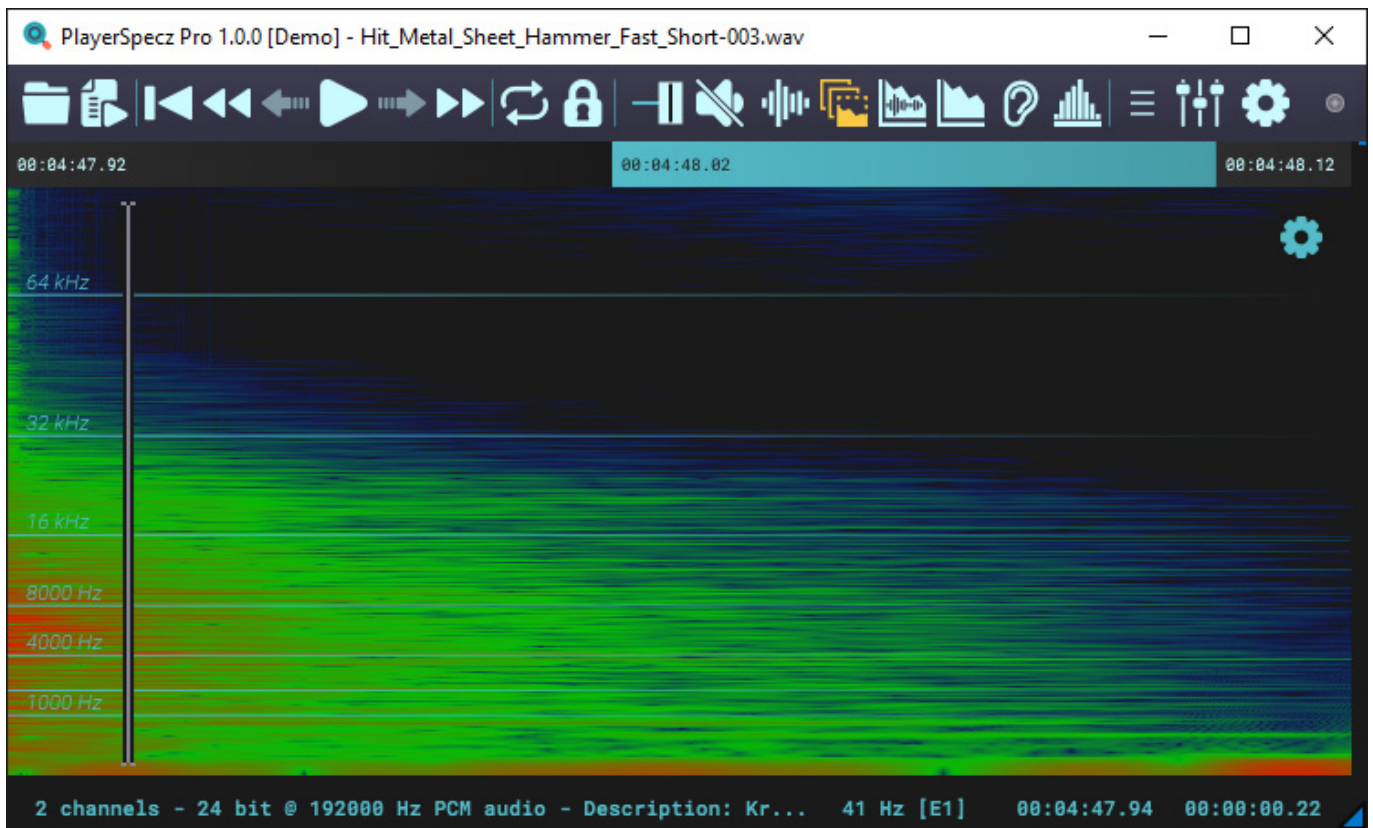 PlayerSpecz Pro 1.0.0 [Demo] - Hit_Metal_Sheet_Hammer_Fast_Short-003.wav
00:04:47.92 00:04:48.02 00:04:48.12
64 kHz
32 kHz
16 kHz
8000 Hz
4000 Hz
1000 Hz
2 channels - 24 bit @ 192000 Hz PCM audio - Description: Kr... 41 Hz [E1] 00:04:47.94 00:00:00.22